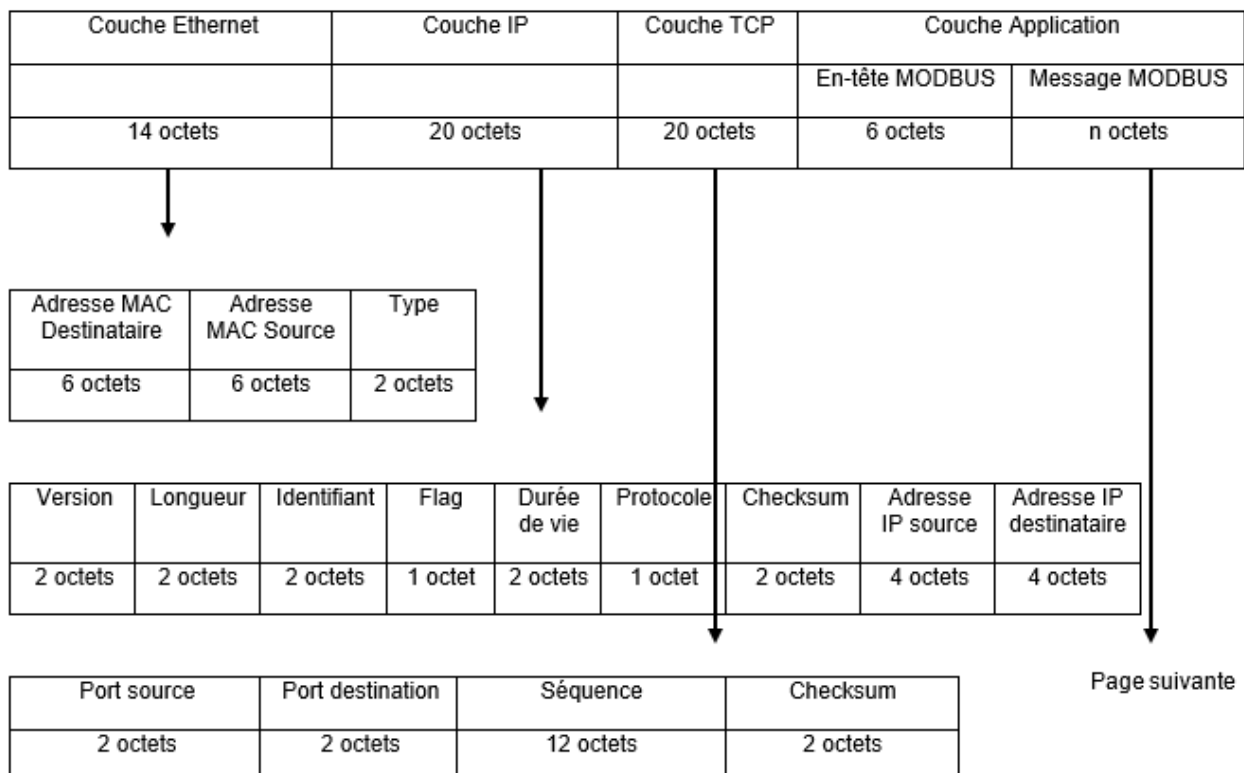 Couche Ethernet Couche IP Couche TCP Couche Application
En-tête MODBUS Message MODBUS
14 octets 20 octets 20 octets 6 octets n octets
Adresse MAC Adresse Type
Destinataire MAC Source
6 octets 6 octets 2 octets
Version Longueur Identifiant Flag Durée Protocole Checksum Adresse Adresse IP
de vie IP source destinataire
2 octets 2 octets 2 octets 1 octet 2 octets 1 octet 2 octets 4 octets 4 octets
Page suivante
Port source Port destination Séquence Checksum
2 octets 2 octets 12 octets 2 octets